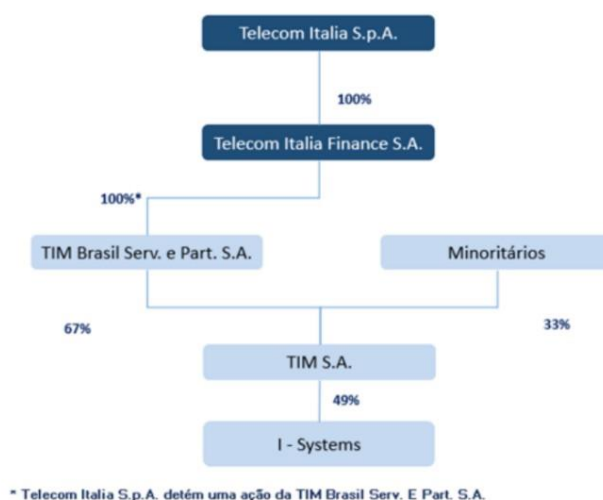 Telecom Italia S.p.A.
100%
Telecom Italia Finance S.A.
100%*
TIM Brasil Serv. e Part. S.A.
Minoritários
67%
33%
TIM S.A.
49%
I - Systems
* Telecom Italia S.p.A. detém uma ação da TIM Brasil Serv. E Part. S.A.